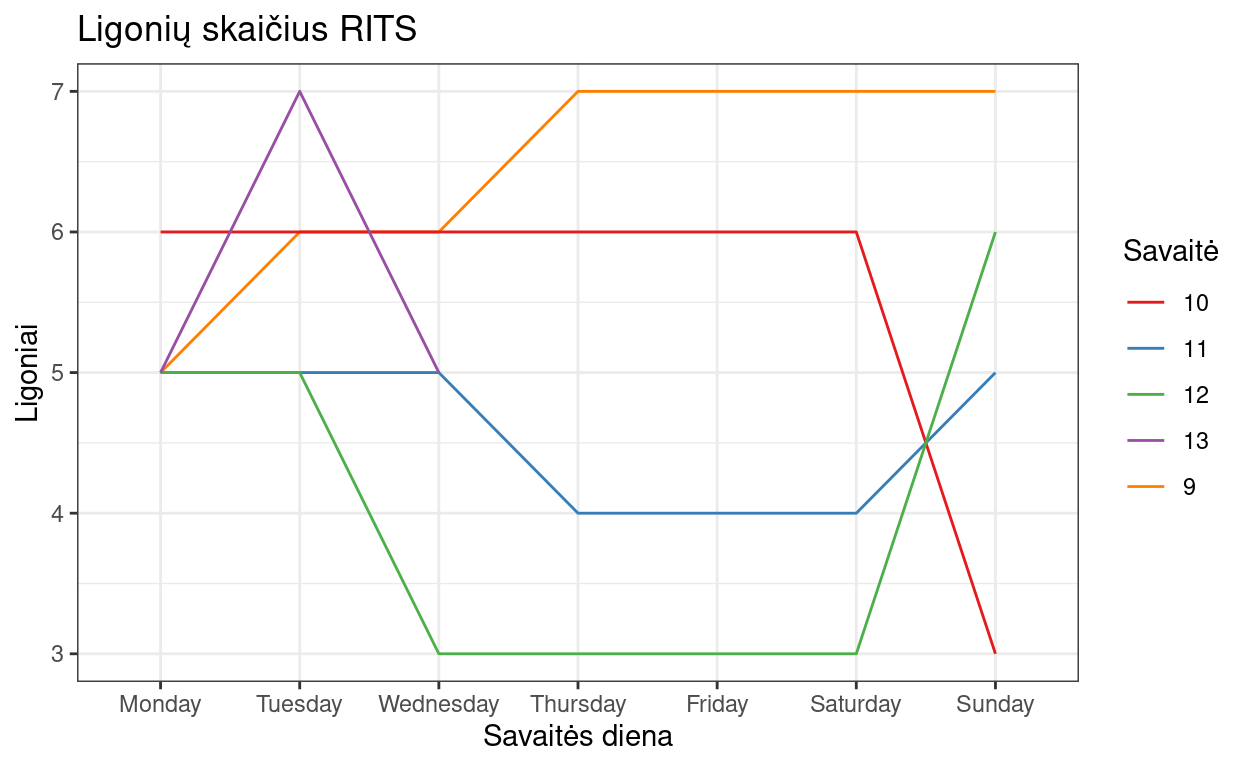 Ligonių skaičius RITS
7
6
5
4
3
Ligoniai
Monday Tuesday Wednesday Thursday Friday Saturday Sunday
Savaitės diena
Savaitė
10
11
12
13
9